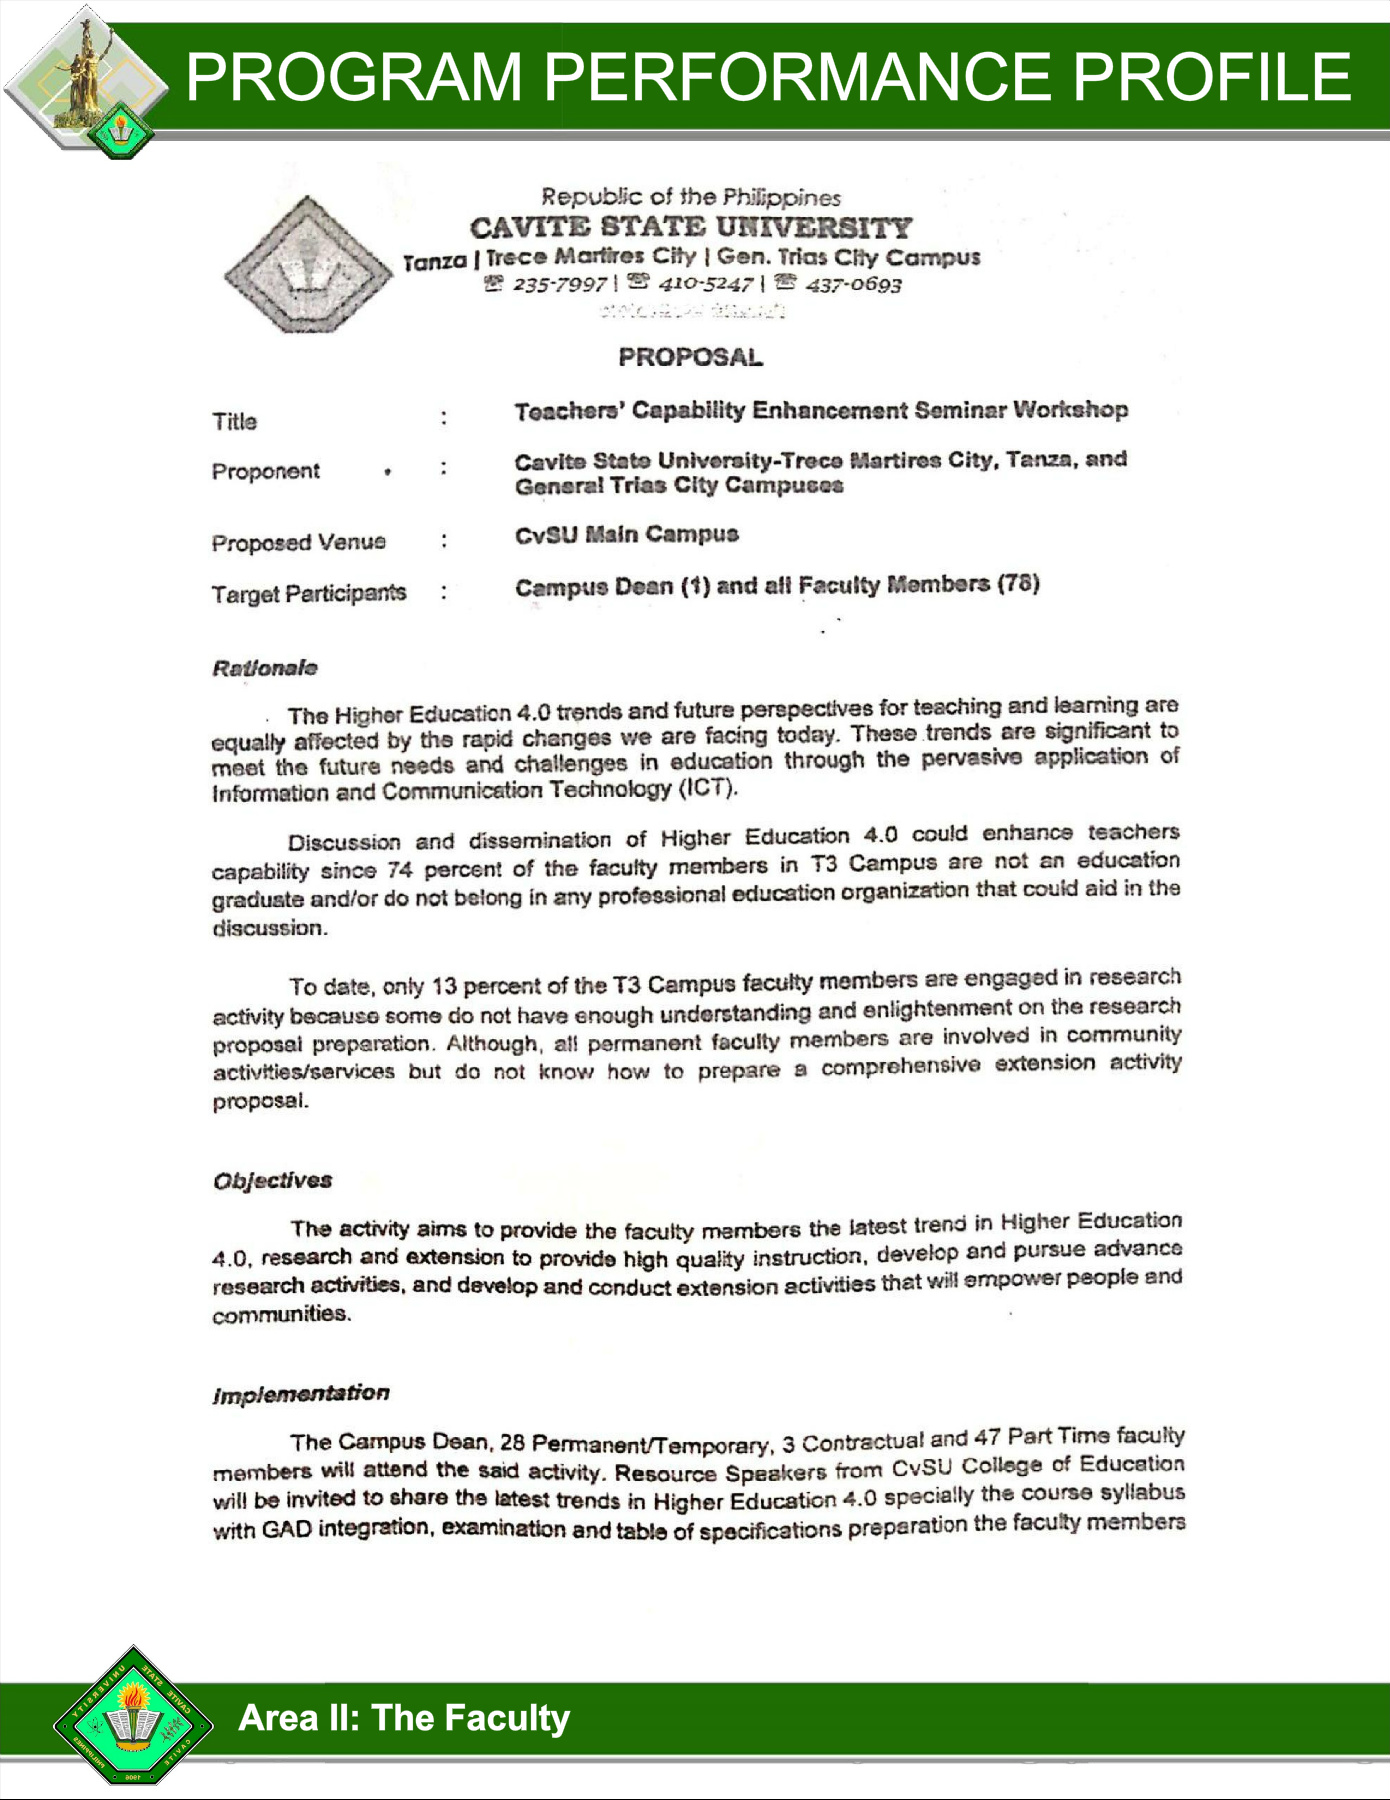 PROGRAM PERFORMANCE PROFILE
Republic of the Philippines
CAVITE STATE UNIVERSITY
Tanza | Trece Martires City | Gen. Trias City Campus
☏ 235-7997 | ☏ 410-5247 | ☏ 437-0693
PROPOSAL
Title : Teachers' Capability Enhancement Seminar Workshop
Proponent : Cavite State University-Trece Martires City, Tanza, and
General Trias City Campuses
Proposed Venue : CvSU Main Campus
Target Participants : Campus Dean (1) and all Faculty Members (78)
Rationale
The Higher Education 4.0 trends and future perspectives for teaching and learning are
equally affected by the rapid changes we are facing today. These trends are significant to
meet the future needs and challenges in education through the pervasive application of
Information and Communication Technology (ICT).
Discussion and dissemination of Higher Education 4.0 could enhance teachers
capability since 74 percent of the faculty members in T3 Campus are not an education
graduate and/or do not belong in any professional education organization that could aid in the
discussion.
To date, only 13 percent of the T3 Campus faculty members are engaged in research
activity because some do not have enough understanding and enlightenment on the research
proposal preparation. Although, all permanent faculty members are involved in community
activities/services but do not know how to prepare a comprehensive extension activity
proposal.
Objectives
The activity aims to provide the faculty members the latest trend in Higher Education
4.0, research and extension to provide high quality instruction, develop and pursue advance
research activities, and develop and conduct extension activities that will empower people and
communities.
Implementation
The Campus Dean, 28 Permanent/Temporary, 3 Contractual and 47 Part Time faculty
members will attend the said activity. Resource Speakers from CvSU College of Education
will be invited to share the latest trends in Higher Education 4.0 specially the course syllabus
with GAD integration, examination and table of specifications preparation the faculty members
CAVITE STATE UNIVERSITY
CAVITE
PHILIPPINES
1906
Area II: The Faculty